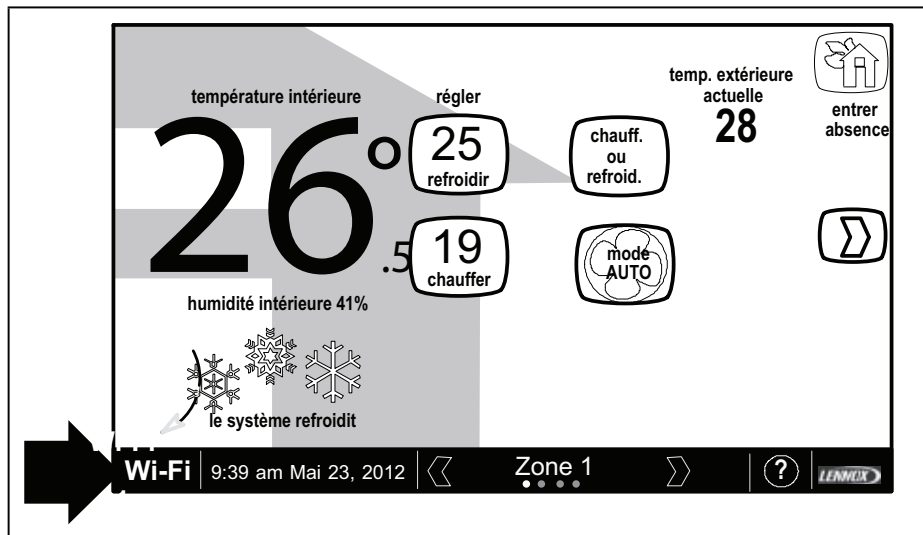 température intérieure
26°.5
humidité intérieure 41%
le système refroidit
régler
25
refroidir
19
chauffer
chauff.
ou
refroid.
mode
AUTO
temp. extérieure
actuelle
28
entrer
absence
Wi-Fi
9:39 am Mai 23, 2012
Zone 1
?
LENNOX